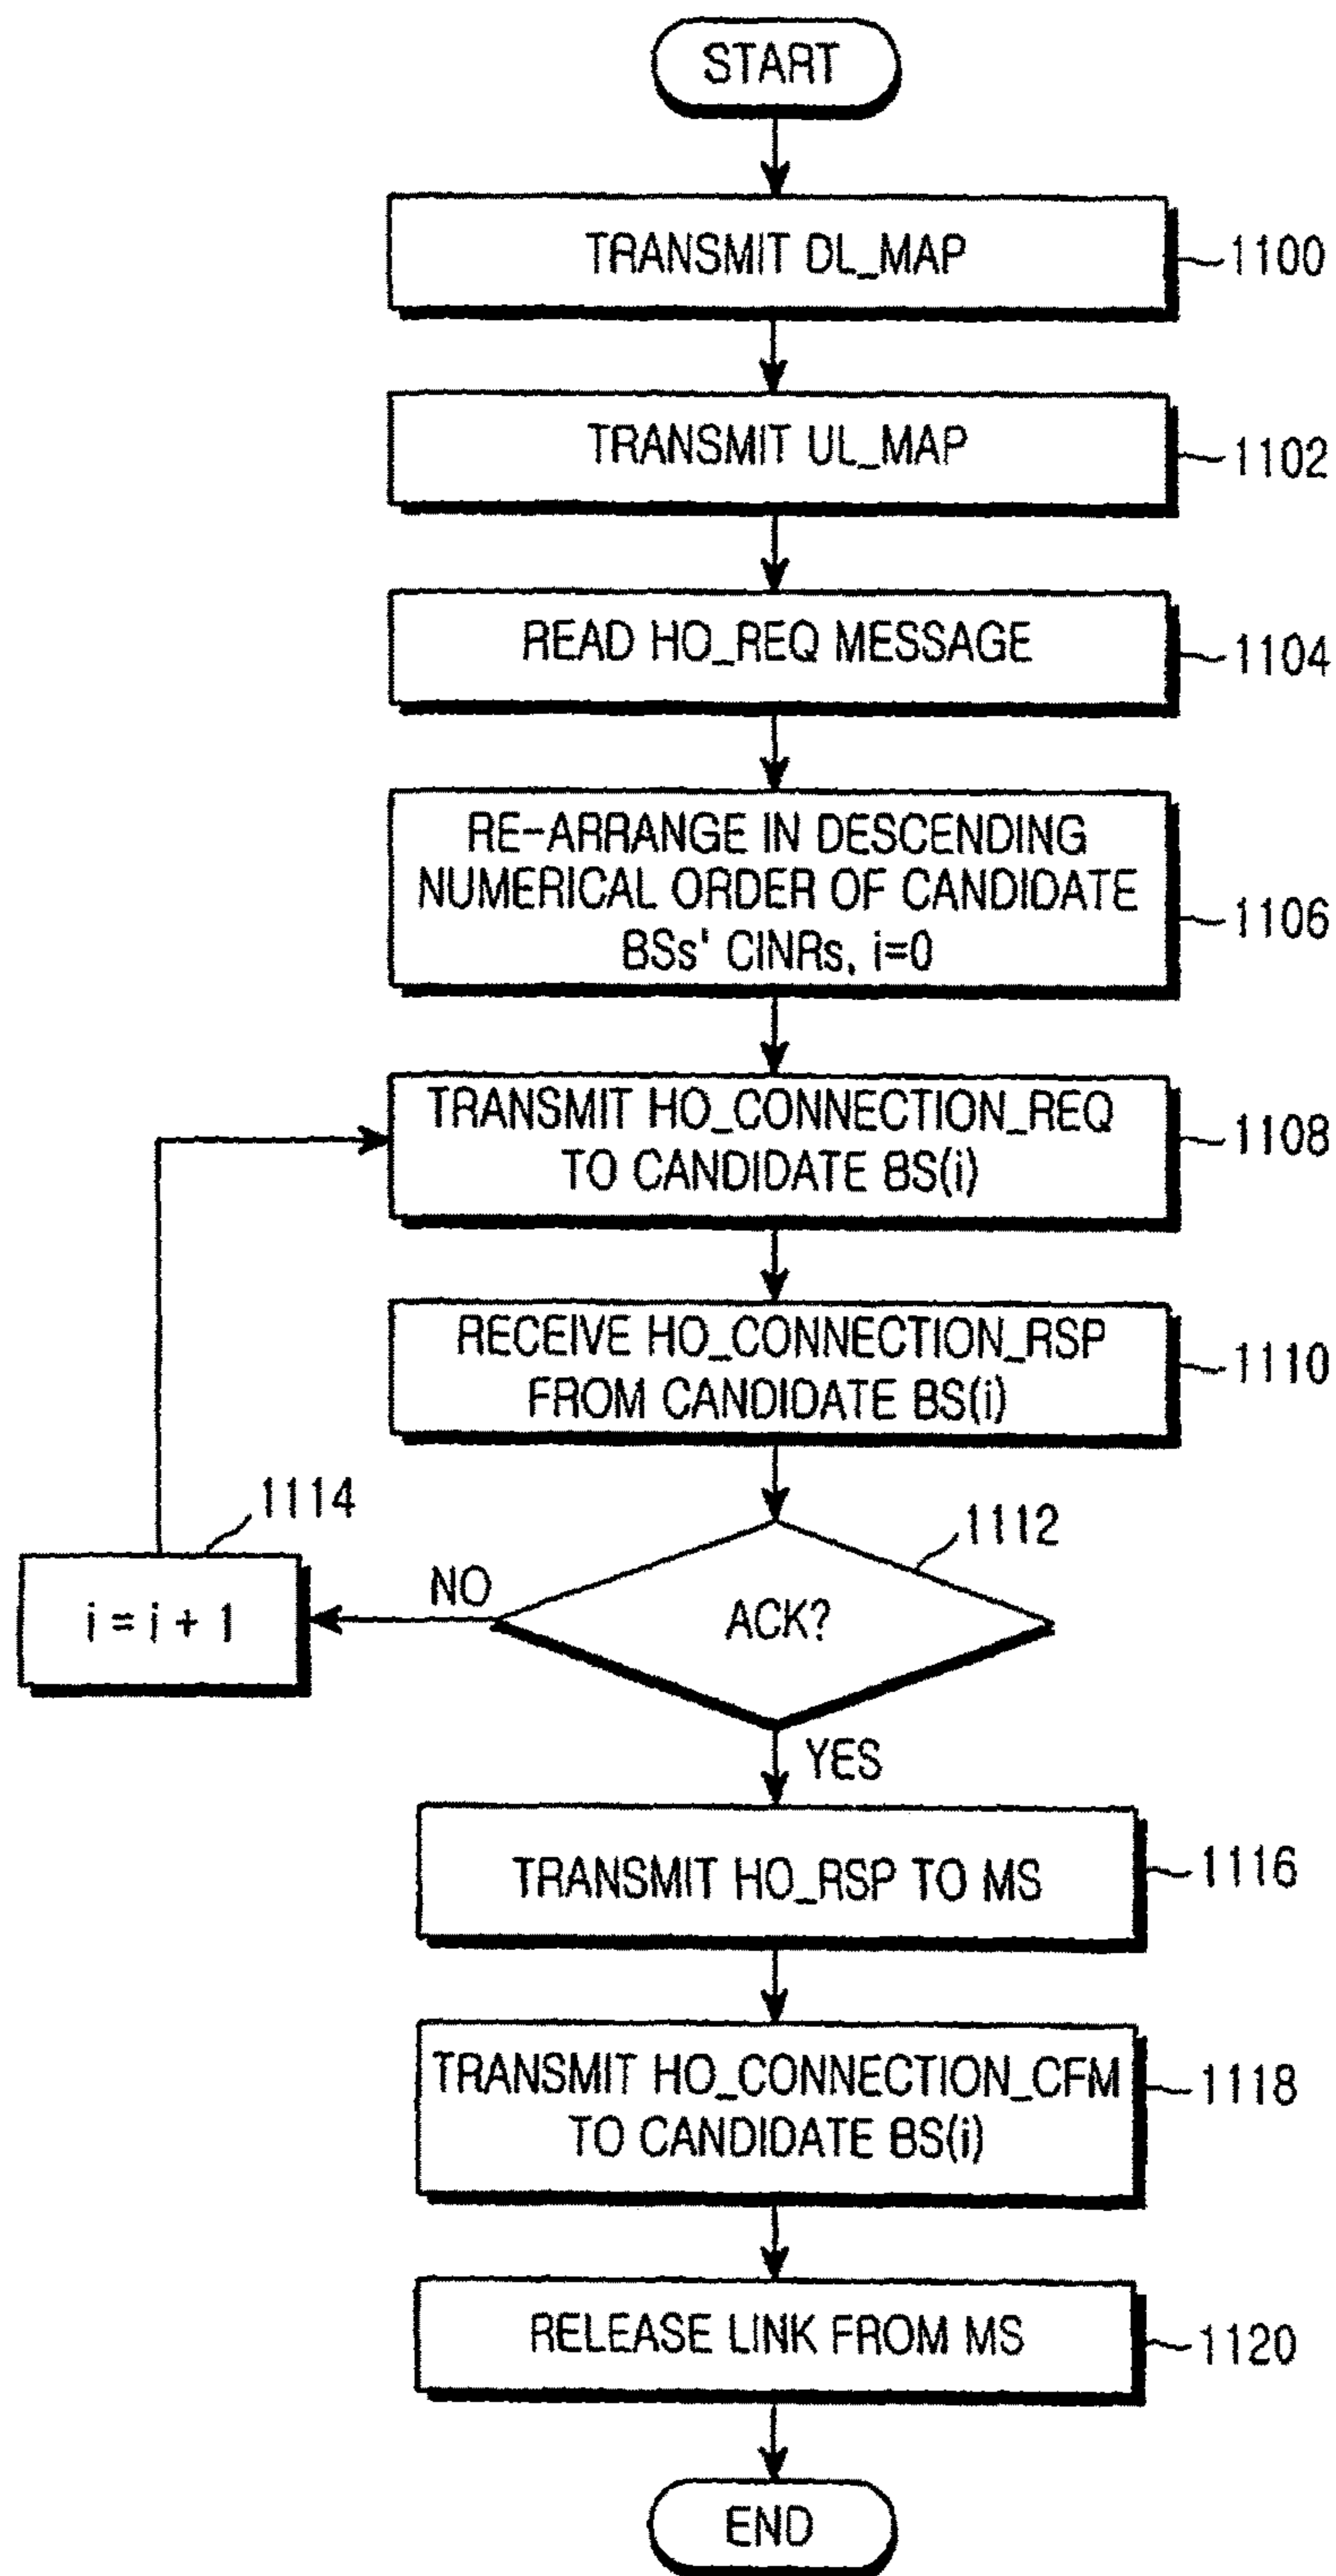 START
TRANSMIT DL_MAP
1100
TRANSMIT UL_MAP
1102
READ HO_REQ MESSAGE
1104
RE-ARRANGE IN DESCENDING
NUMERICAL ORDER OF CANDIDATE
BSs' CINRs, i=0
1106
TRANSMIT HO_CONNECTION_REQ
TO CANDIDATE BS(i)
1108
RECEIVE HO_CONNECTION_RSP
FROM CANDIDATE BS(i)
1110
1114
1112
i = i + 1
NO
ACK?
YES
TRANSMIT HO_RSP TO MS
1116
TRANSMIT HO_CONNECTION_CFM
TO CANDIDATE BS(i)
1118
RELEASE LINK FROM MS
1120
END